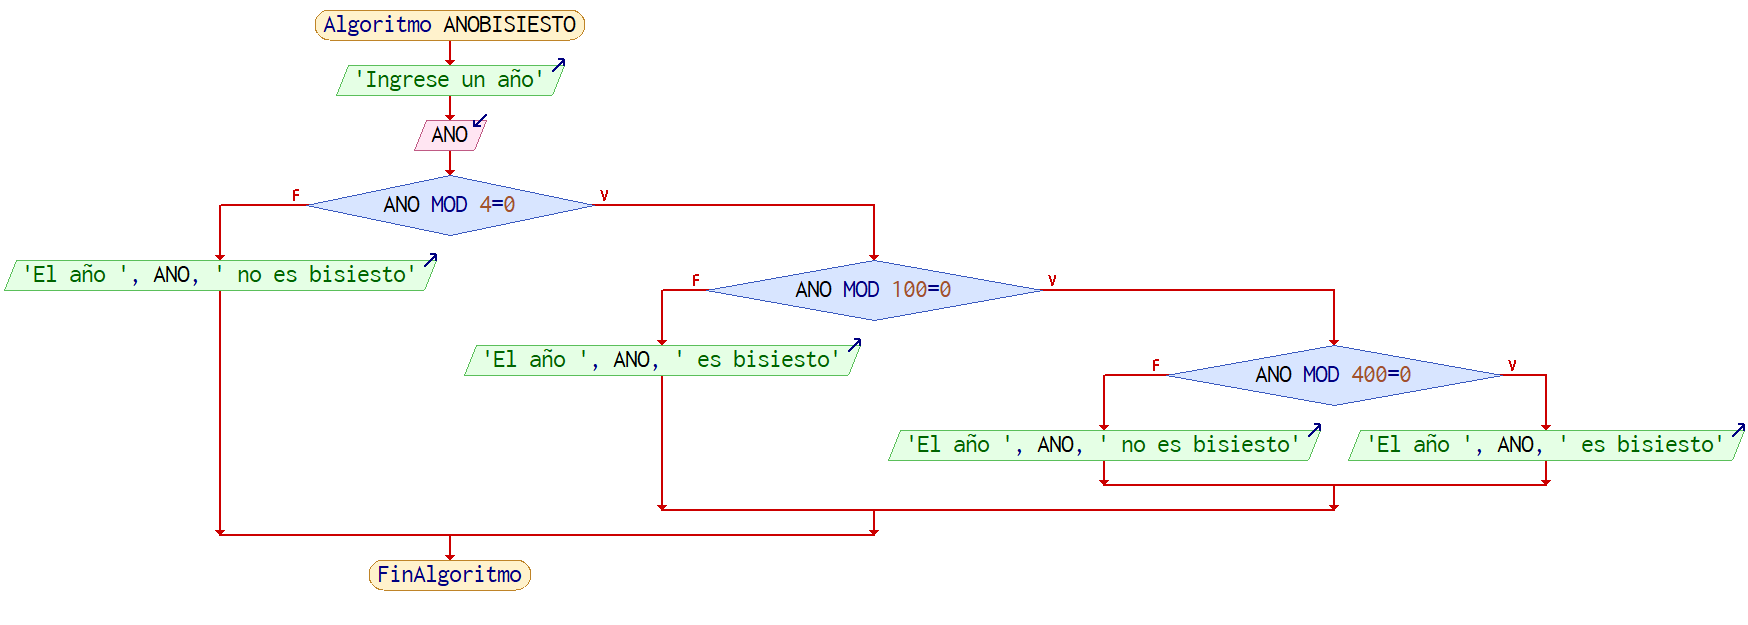 Algoritmo ANOBISIESTO
'Ingrese un año'
ANO
F
V
ANO MOD 4=0
'El año ', ANO, ' no es bisiesto'
F
V
ANO MOD 100=0
'El año ', ANO, ' es bisiesto'
F
V
ANO MOD 400=0
'El año ', ANO, ' no es bisiesto'
'El año ', ANO, ' es bisiesto'
FinAlgoritmo